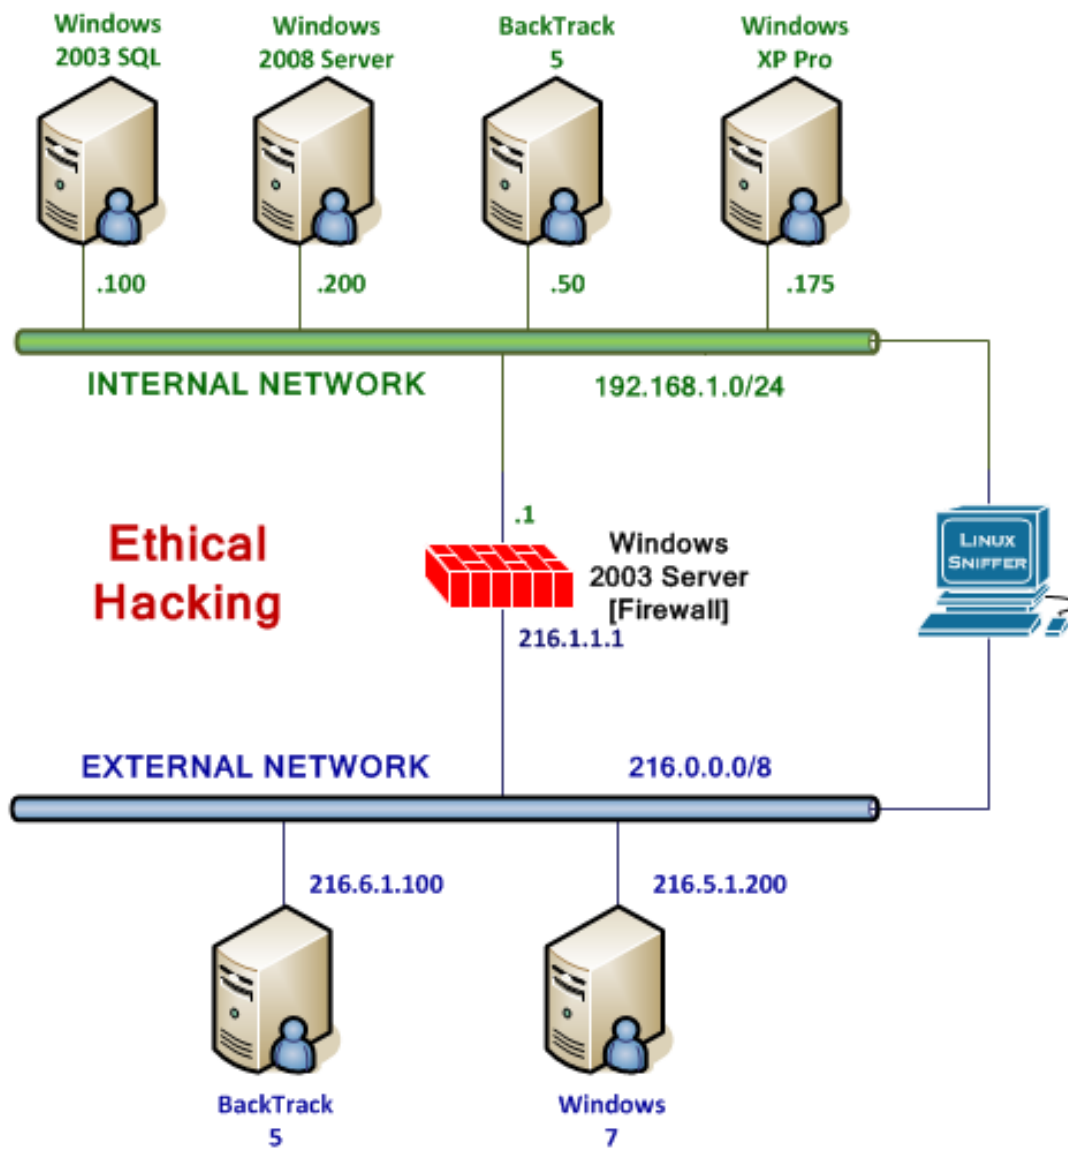 Windows
2003 SQL
Windows
2008 Server
BackTrack
5
Windows
XP Pro
.100
.200
.50
.175
INTERNAL NETWORK
192.168.1.0/24
.1
Ethical
Hacking
Windows
2003 Server
[Firewall]
LINUX
SNIFFER
216.1.1.1
EXTERNAL NETWORK
216.0.0.0/8
216.6.1.100
216.5.1.200
BackTrack
5
Windows
7